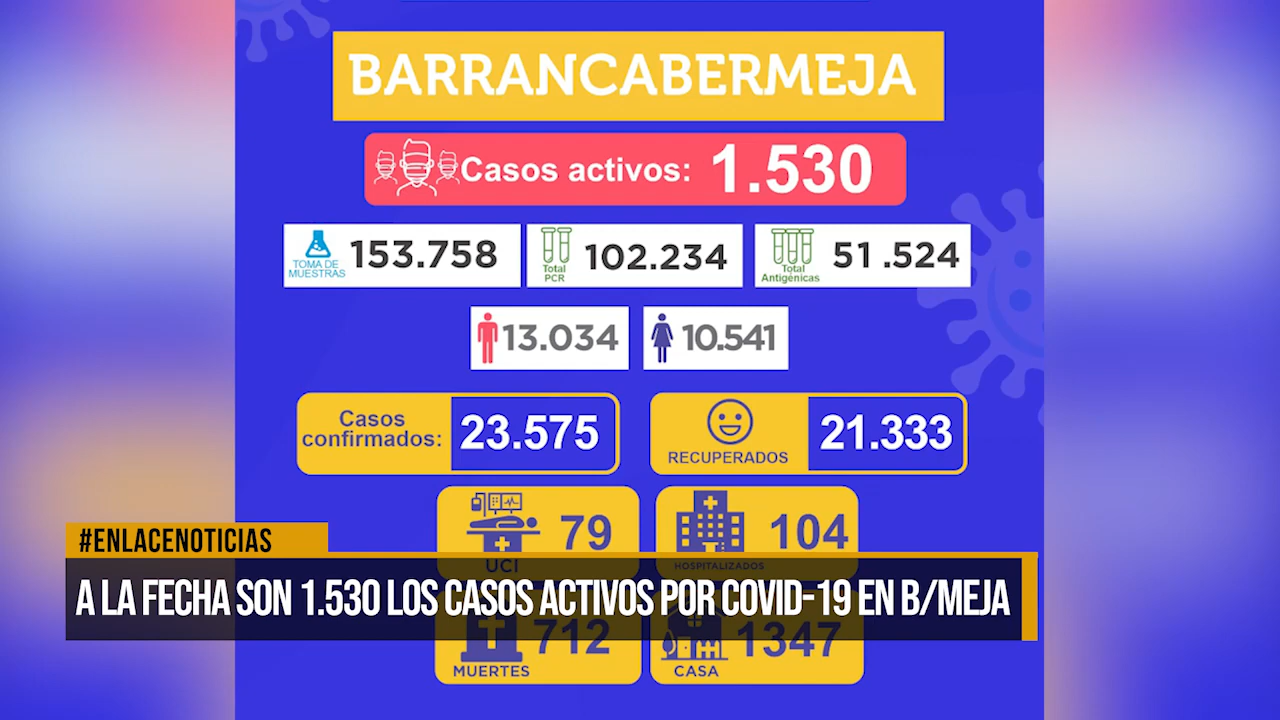 BARRANCABERMEJA
Casos activos: 1.530
TOMA DE
MUESTRAS
153.758
Total
PCR
102.234
Total
Antigénicas
51 .524
13.034
10.541
Casos
confirmados:
23.575
RECUPERADOS
21.333
79
UCI
104
HOSPITALIZADOS
#ENLACENOTICIAS
A LA FECHA SON 1.530 LOS CASOS ACTIVOS POR COVID-19 EN B/MEJA
712
MUERTES
1347
CASA